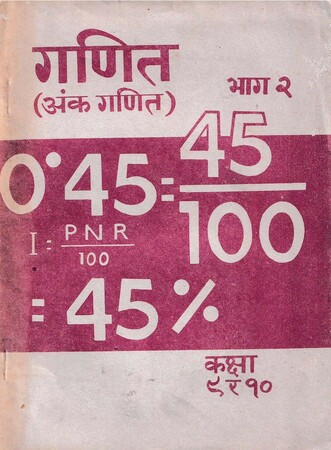 गणित
(अंक गणित)
भाग २
0·45 = 45/100
I = PNR/100
= 45%
कक्षा
९ र १०